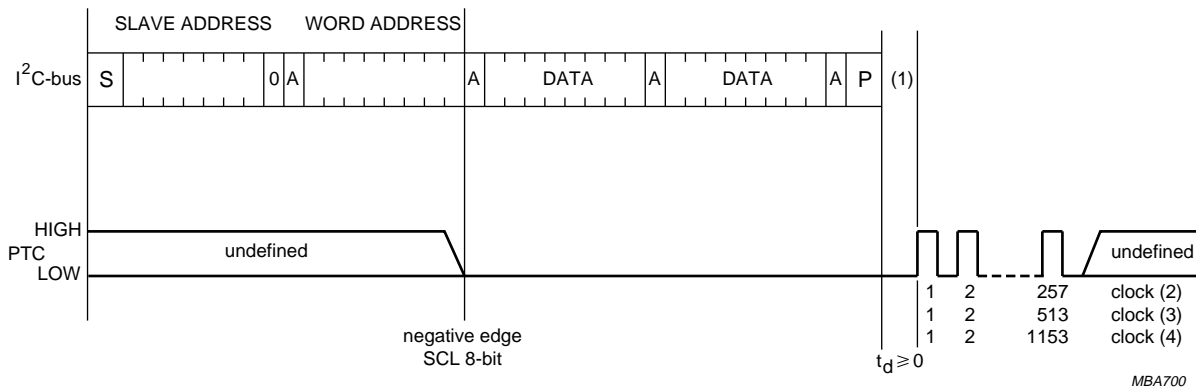 SLAVE ADDRESS WORD ADDRESS
I2C-bus S 0 A A DATA A DATA A P (1)
HIGH
PTC undefined undefined
LOW
1 2 257 clock (2)
1 2 513 clock (3)
1 2 1153 clock (4)
negative edge
SCL 8-bit
td ≥ 0
MBA700